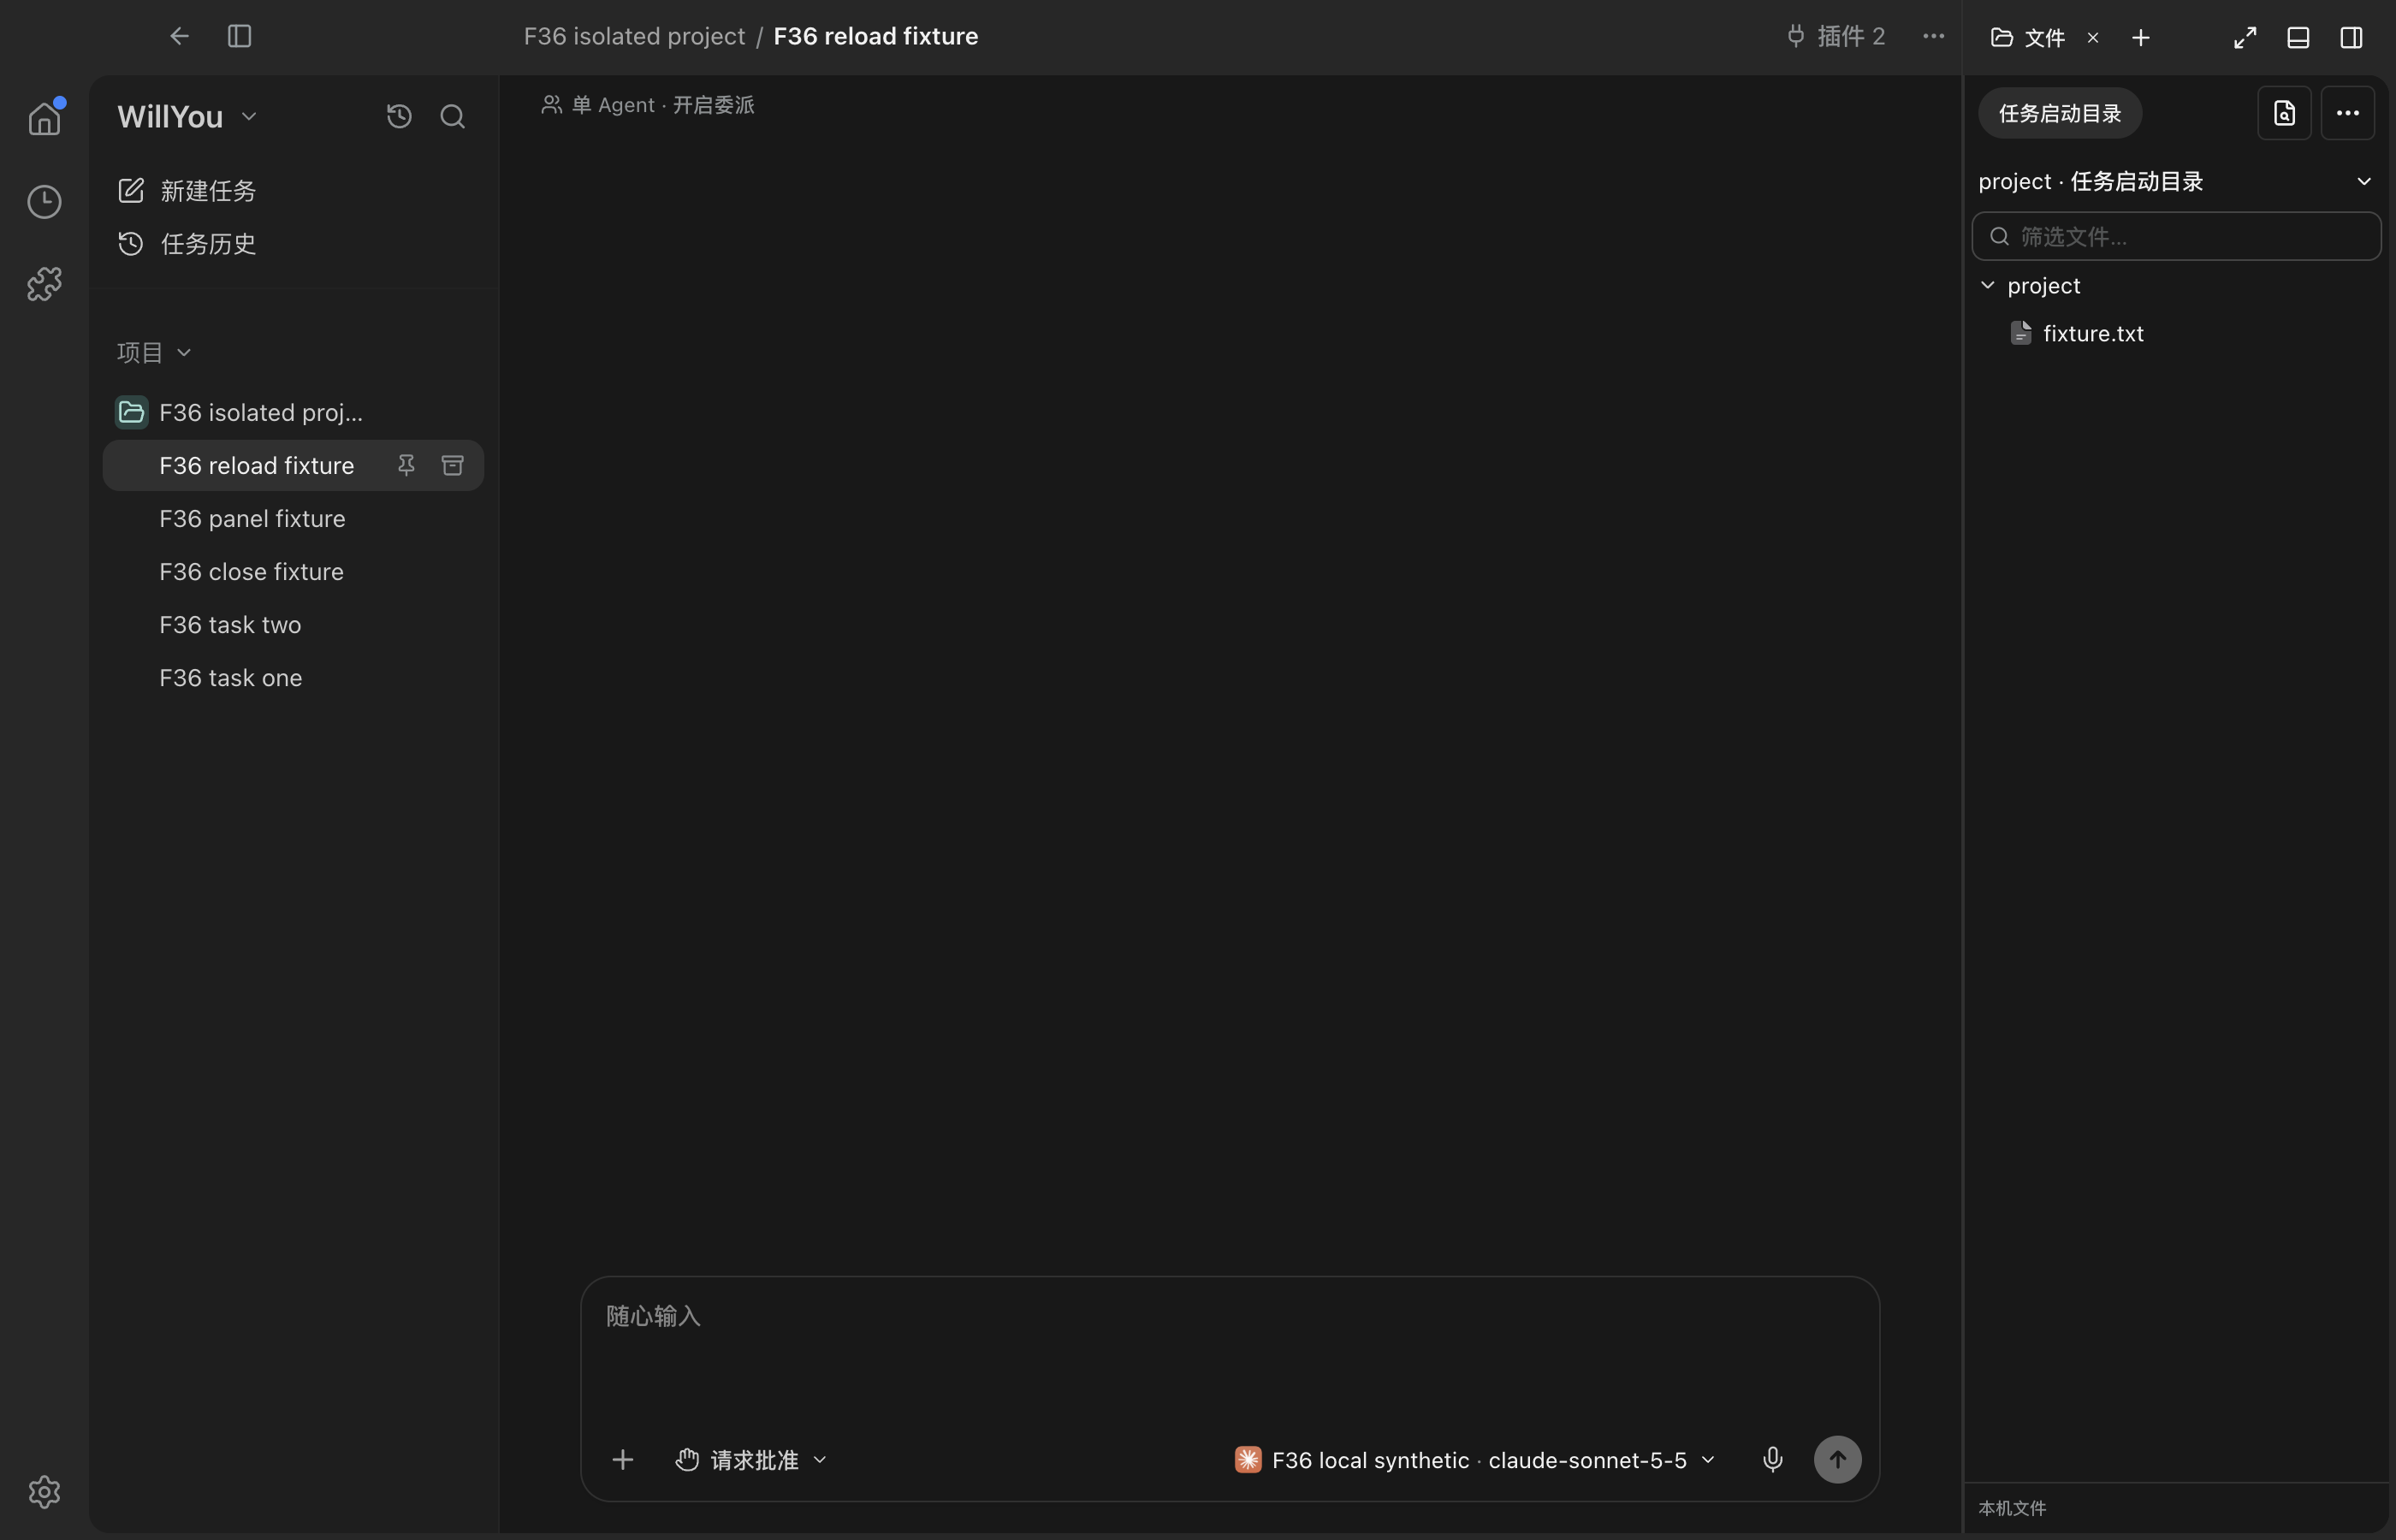 F36 isolated project / F36 reload fixture
插件 2
文件
WillYou
新建任务
任务历史
项目
F36 isolated proj...
F36 reload fixture
F36 panel fixture
F36 close fixture
F36 task two
F36 task one
单 Agent · 开启委派
随心输入
请求批准
F36 local synthetic · claude-sonnet-5-5
任务启动目录
project · 任务启动目录
筛选文件...
project
fixture.txt
本机文件